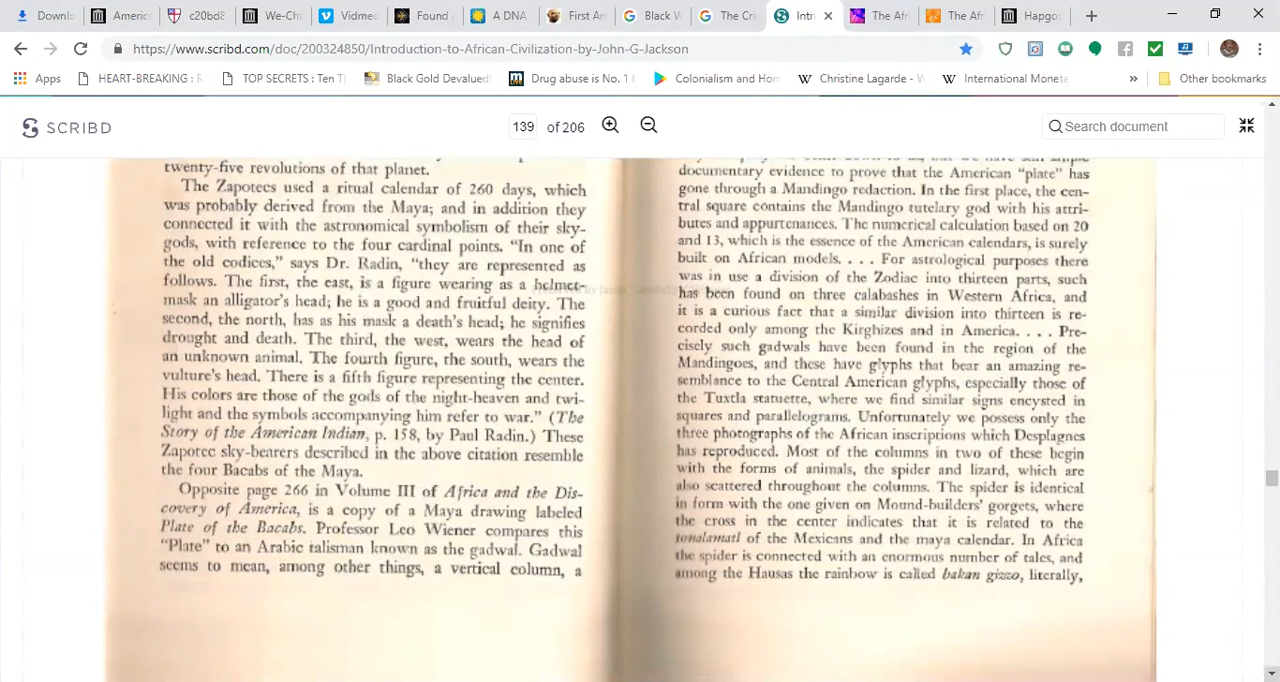 Downlo
Americ
c20bd8
We-Chi
Vidmec
Found
A DNA
First Am
Black W
The Cri
Intro
The Afr
The Afr
Hapgoo
https://www.scribd.com/doc/200324850/Introduction-to-African-Civilization-by-John-G-Jackson
Apps
HEART-BREAKING : R
TOP SECRETS : Ten Th
Black Gold Devalued
Drug abuse is No. 1
Colonialism and Hom
Christine Lagarde - W
International Moneta
»
Other bookmarks
SCRIBD
139 of 206
Search document
twenty-five revolutions of that planet.
The Zapotecs used a ritual calendar of 260 days, which
was probably derived from the Maya; and in addition they
connected it with the astronomical symbolism of their sky-
gods, with reference to the four cardinal points. "In one of
the old codices," says Dr. Radin, "they are represented as
follows. The first, the east, is a figure wearing as a helmet-
mask an alligator's head; he is a good and fruitful deity. The
second, the north, has as his mask a death's head; he signifies
drought and death. The third, the west, wears the head of
an unknown animal. The fourth figure, the south, wears the
vulture's head. There is a fifth figure representing the center.
His colors are those of the gods of the night-heaven and twi-
light and the symbols accompanying him refer to war." (The
Story of the American Indian, p. 158, by Paul Radin.) These
Zapotec sky-bearers described in the above citation resemble
the four Bacabs of the Maya.
Opposite page 266 in Volume III of Africa and the Dis-
covery of America, is a copy of a Maya drawing labeled
Plate of the Bacabs. Professor Leo Wiener compares this
"Plate" to an Arabic talisman known as the gadwal. Gadwal
seems to mean, among other things, a vertical column, a
documentary evidence to prove that the American "plate" has
gone through a Mandingo redaction. In the first place, the cen-
tral square contains the Mandingo tutelary god with his attri-
butes and appurtenances. The numerical calculation based on 20
and 13, which is the essence of the American calendars, is surely
built on African models. . . . For astrological purposes there
was in use a division of the Zodiac into thirteen parts, such
has been found on three calabashes in Western Africa, and
it is a curious fact that a similar division into thirteen is re-
corded only among the Kirghizes and in America. . . . Pre-
cisely such gadwals have been found in the region of the
Mandingoes, and these have glyphs that bear an amazing re-
semblance to the Central American glyphs, especially those of
the Tuxtla statuette, where we find similar signs encysted in
squares and parallelograms. Unfortunately we possess only the
three photographs of the African inscriptions which Desplagnes
has reproduced. Most of the columns in two of these begin
with the forms of animals, the spider and lizard, which are
also scattered throughout the columns. The spider is identical
in form with the one given on Mound-builders' gorgets, where
the cross in the center indicates that it is related to the
tonalamatl of the Mexicans and the maya calendar. In Africa
the spider is connected with an enormous number of tales, and
among the Hausas the rainbow is called bakan gizzo, literally,